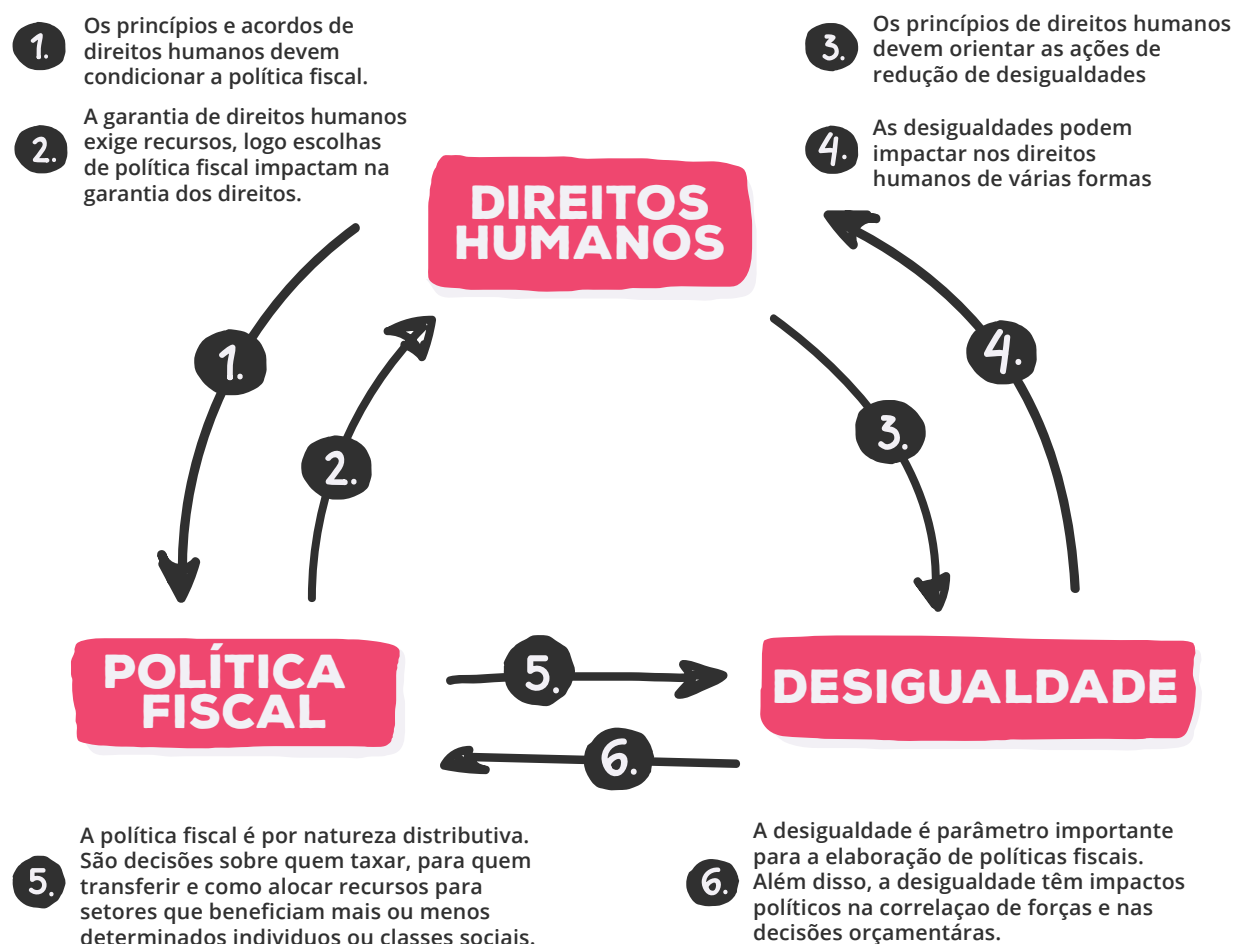 1.
Os princípios e acordos de
direitos humanos devem
condicionar a política fiscal.
2.
A garantia de direitos humanos
exige recursos, logo escolhas
de política fiscal impactam na
garantia dos direitos.
3.
Os princípios de direitos humanos
devem orientar as ações de
redução de desigualdades
4.
As desigualdades podem
impactar nos direitos
humanos de várias formas
DIREITOS
HUMANOS
1.
2.
3.
4.
POLÍTICA
FISCAL
5.
6.
DESIGUALDADE
5.
A política fiscal é por natureza distributiva.
São decisões sobre quem taxar, para quem
transferir e como alocar recursos para
setores que beneficiam mais ou menos
determinados individuos ou classes sociais.
6.
A desigualdade é parâmetro importante
para a elaboração de políticas fiscais.
Além disso, a desigualdade têm impactos
políticos na correlaçao de forças e nas
decisões orçamentáras.